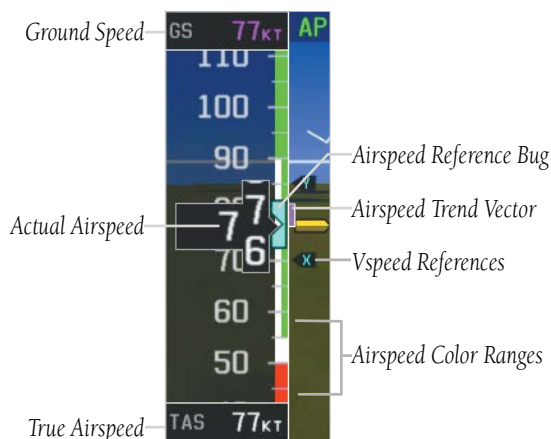 Ground Speed
GS 77KT AP
110
100
90
Airspeed Reference Bug
Y
Airspeed Trend Vector
Actual Airspeed
7 7
6
70
X
Vspeed References
60
Airspeed Color Ranges
50
True Airspeed
TAS 77KT